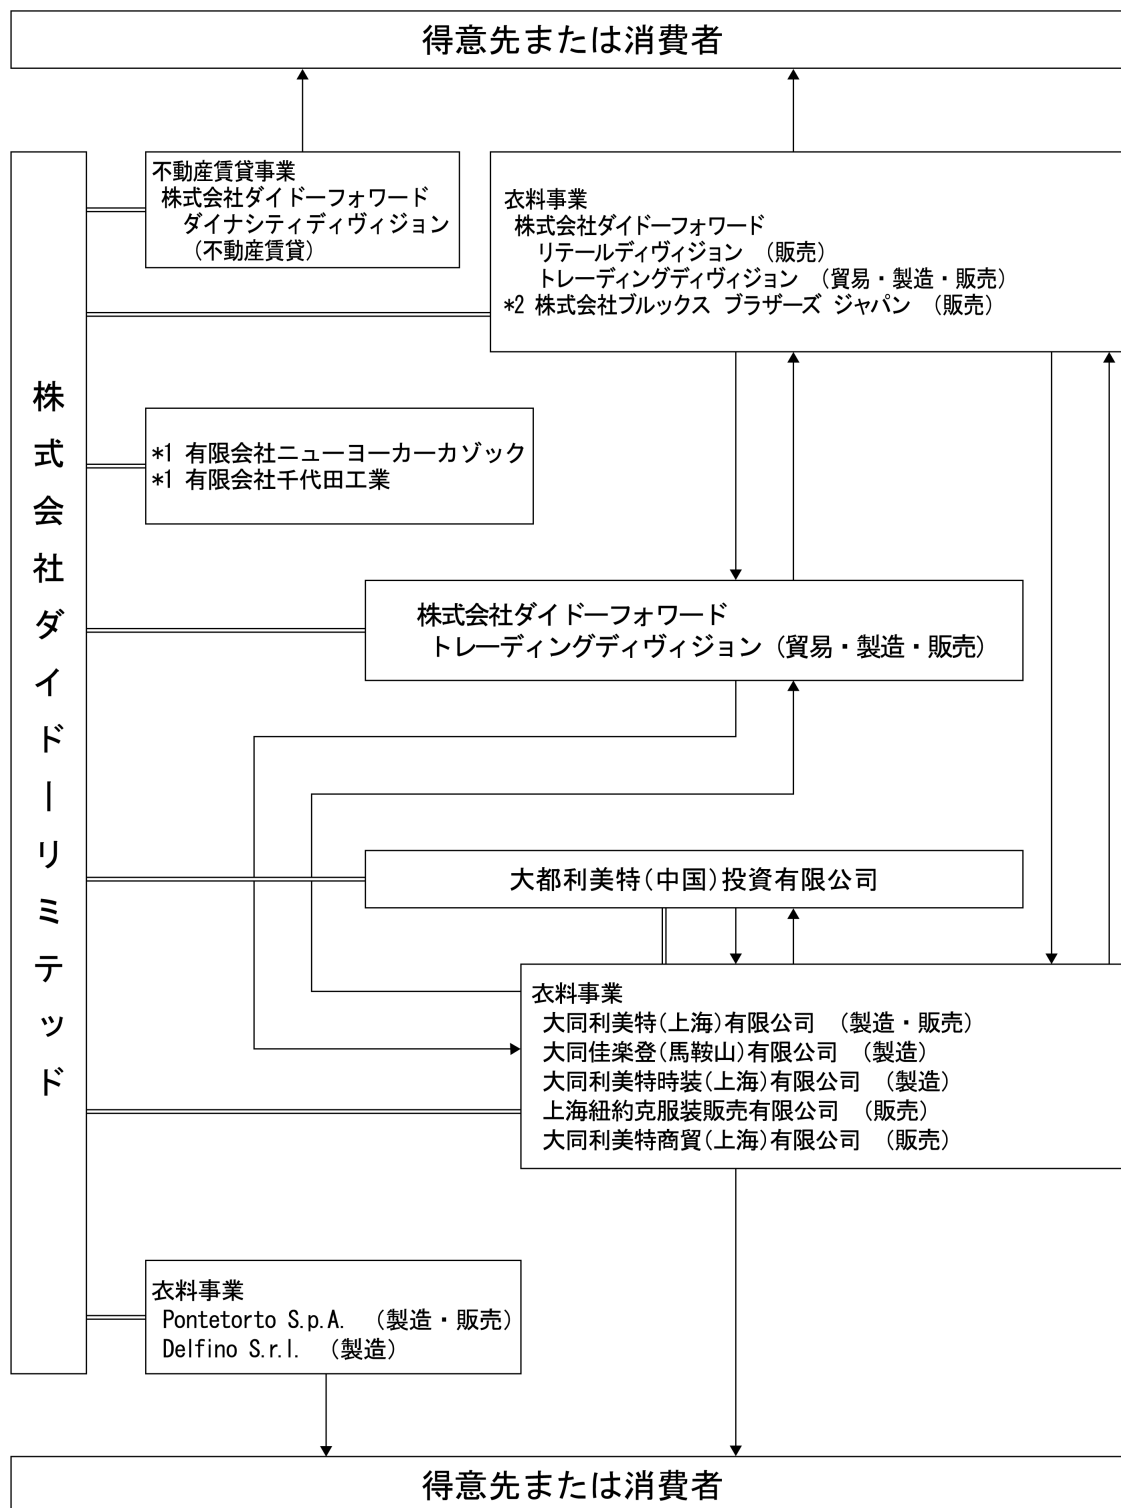 得意先または消費者
不動産賃貸事業
株式会社ダイドーフォワード
ダイナシティディヴィジョン
（不動産賃貸）
衣料事業
株式会社ダイドーフォワード
リテールディヴィジョン （販売）
トレーディングディヴィジョン （貿易・製造・販売）
*2 株式会社ブルックス ブラザーズ ジャパン （販売）
株式会社ダイドーリミテッド
*1 有限会社ニューヨーカーカゾック
*1 有限会社千代田工業
株式会社ダイドーフォワード
トレーディングディヴィジョン（貿易・製造・販売）
大都利美特（中国）投資有限公司
衣料事業
大同利美特（上海）有限公司 （製造・販売）
大同佳楽登（馬鞍山）有限公司 （製造）
大同利美特時装（上海）有限公司 （製造）
上海紐約克服装販売有限公司 （販売）
大同利美特商貿（上海）有限公司 （販売）
衣料事業
Pontetorto S.p.A. （製造・販売）
Delfino S.r.l. （製造）
得意先または消費者